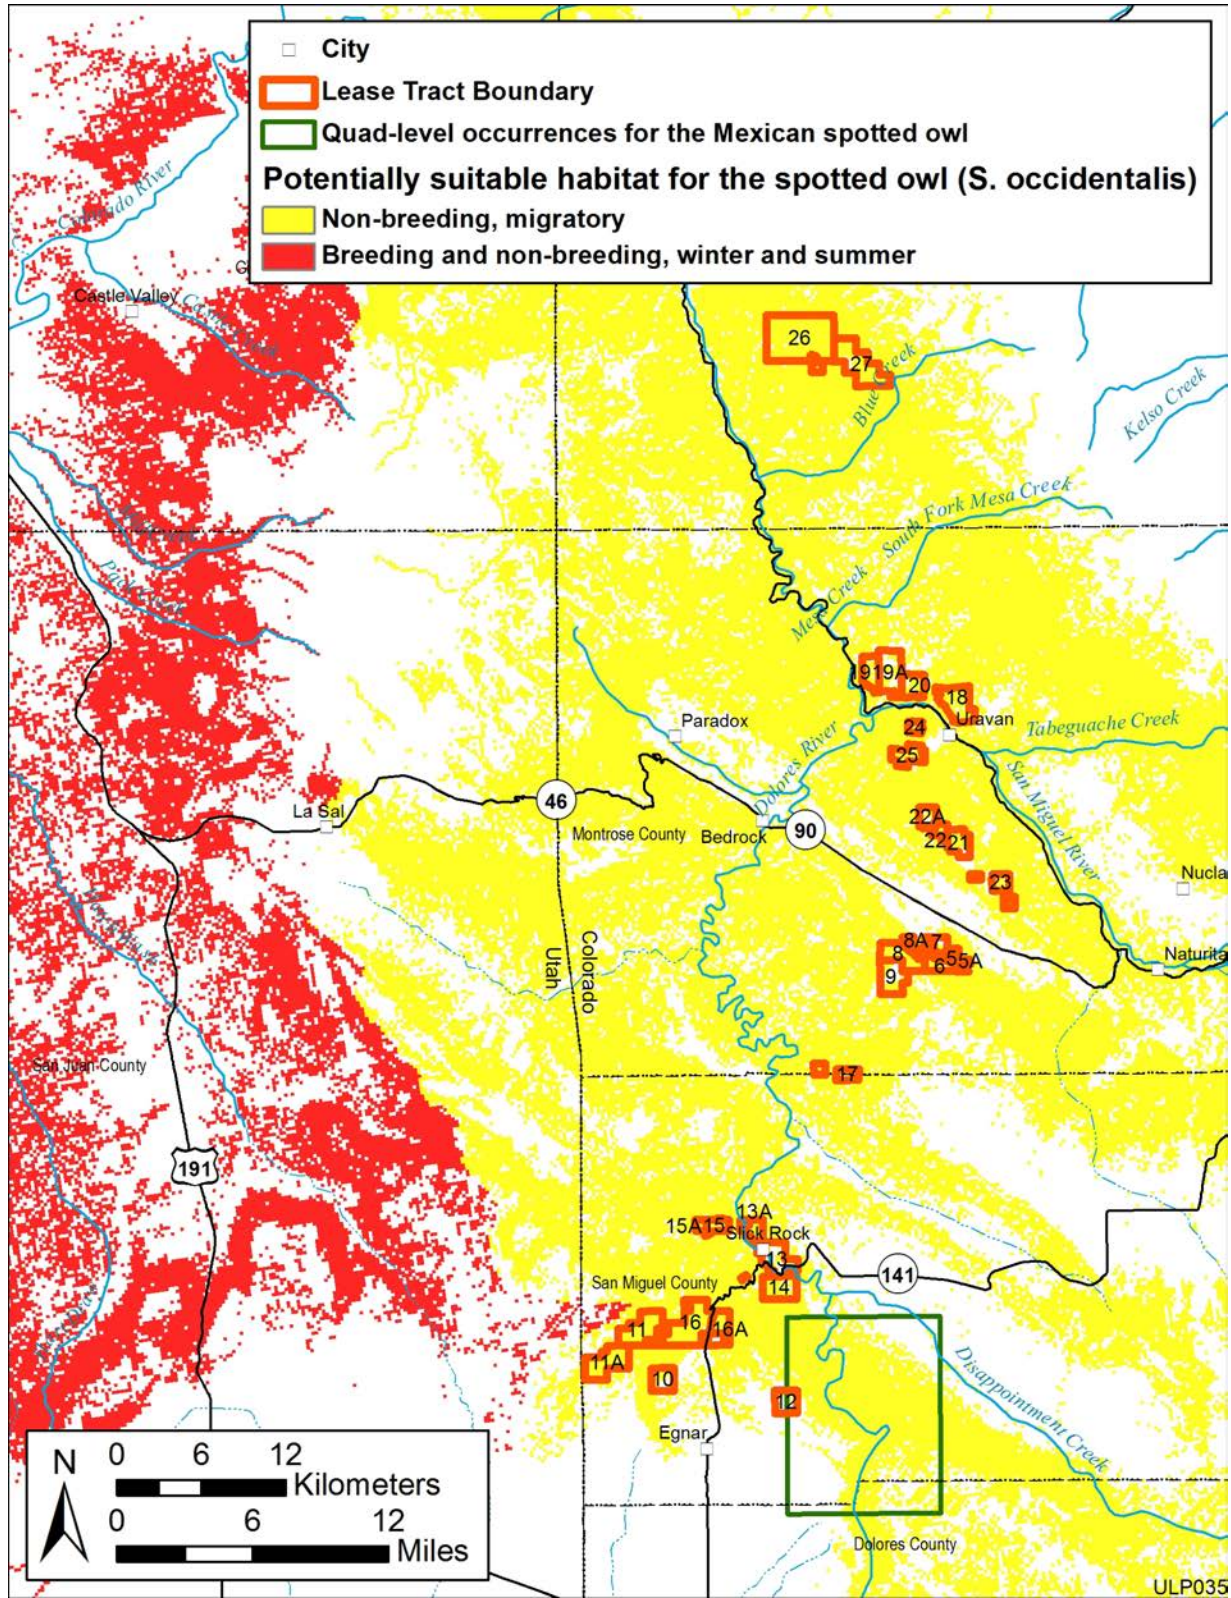 City
Lease Tract Boundary
Quad-level occurrences for the Mexican spotted owl
Potentially suitable habitat for the spotted owl (S. occidentalis)
Non-breeding, migratory
Breeding and non-breeding, winter and summer
Colorado River
Castle Valley
Castle Creek
26
27
Blue Creek
Kelso Creek
South Fork Mesa Creek
Mesa Creek
Mill Creek
Pack Creek
19
19A
20
18
Paradox
Uravan
Tabeguache Creek
24
25
Dolores River
San Miguel River
La Sal
46
Montrose County
Bedrock
90
22A
22
21
23
Nucla
Naturita
8A
7
8
5
5A
6
9
Utah
Colorado
San Juan County
17
191
15A
15
13A
Slick Rock
13
San Miguel County
14
141
11
16
16A
11A
10
12
Disappointment Creek
Egnar
Dolores County
N
0 6 12
Kilometers
0 6 12
Miles
ULP035